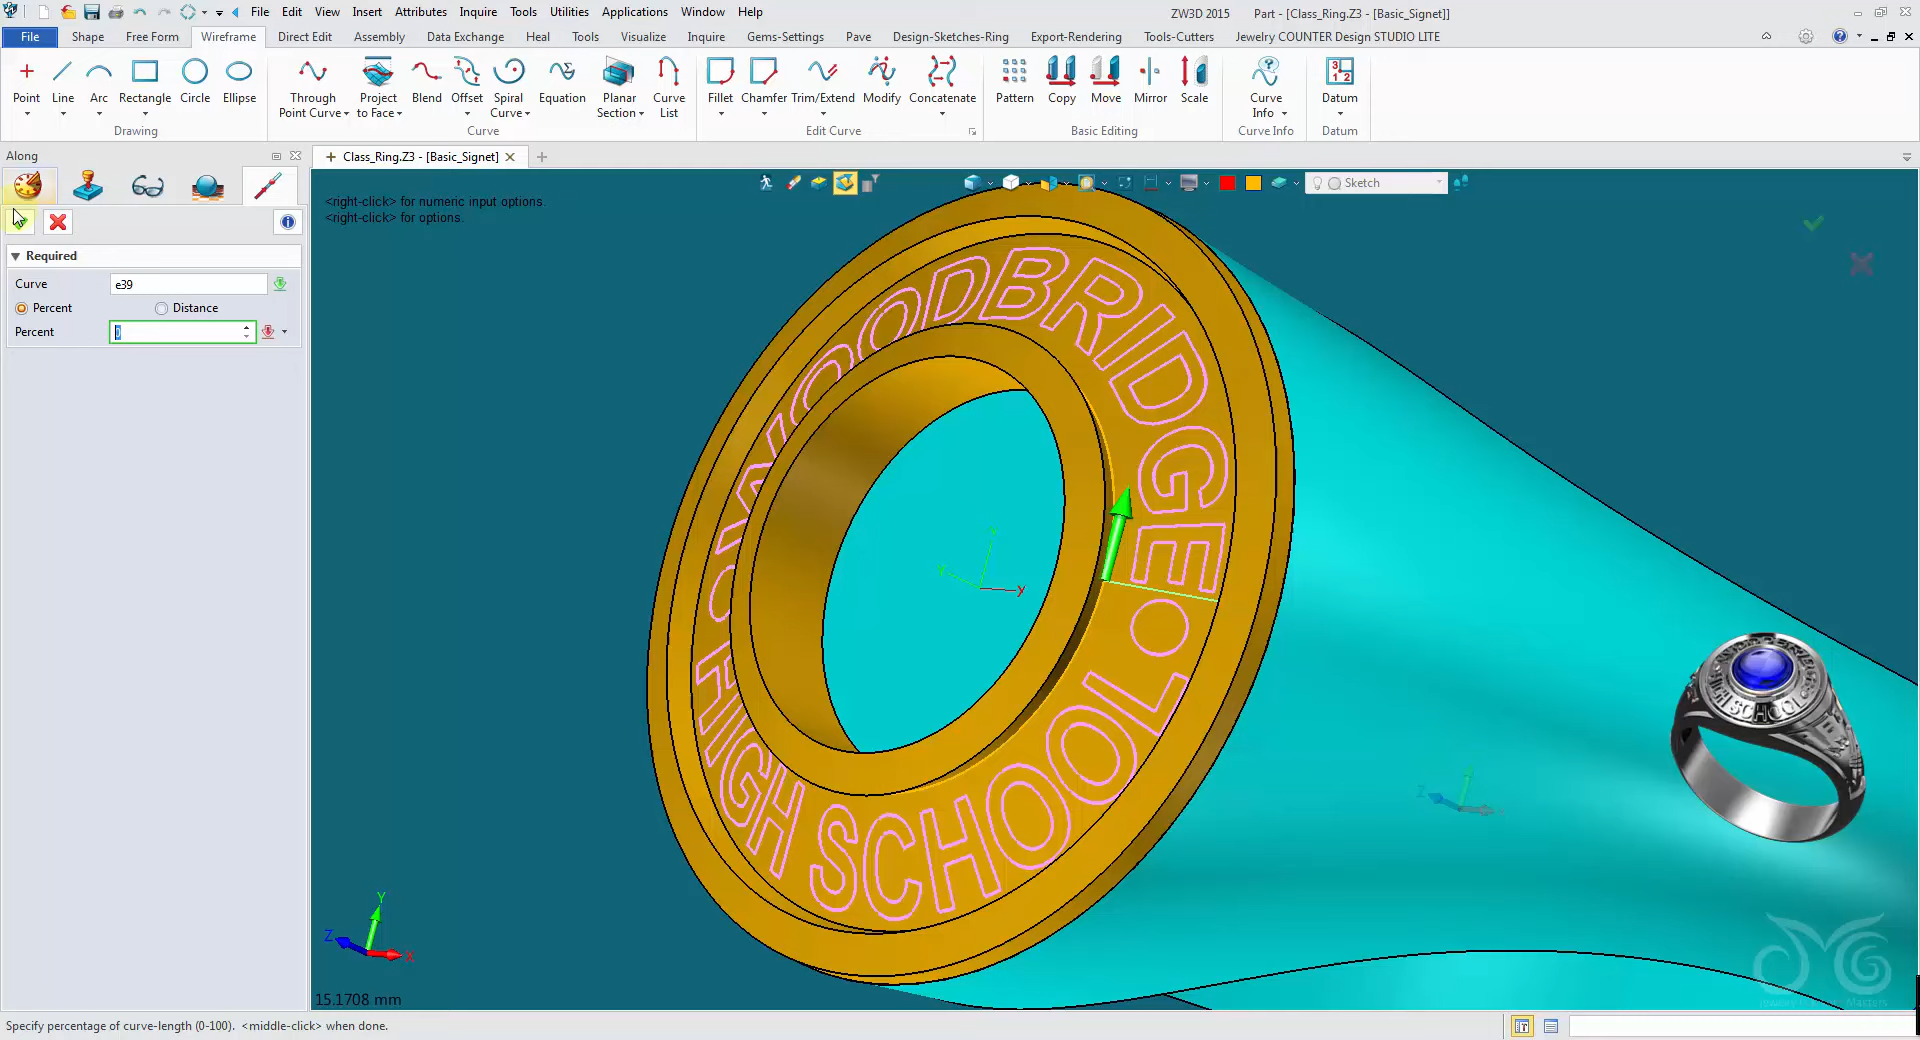 File Edit View Insert Attributes Inquire Tools Utilities Applications Window Help
ZW3D 2015 Part - [Class_Ring.Z3 - [Basic_Signet]]
File Shape Free Form Wireframe Direct Edit Assembly Data Exchange Heal Tools Visualize Inquire Gems-Settings Pave Design-Sketches-Ring Export-Rendering Tools-Cutters Jewelry COUNTER Design STUDIO LITE
Point Line Arc Rectangle Circle Ellipse Through Point Curve Project to Face Blend Offset Spiral Curve Equation Planar Section Curve List Fillet Chamfer Trim/Extend Modify Concatenate Pattern Copy Move Mirror Scale Curve Info Datum
Drawing Curve Edit Curve Basic Editing Curve Info Datum
Along
Class_Ring.Z3 - [Basic_Signet]
Sketch
<right-click> for numeric input options.
<right-click> for options.
Required
Curve e39
Percent Distance
Percent
WOODBRIDGE
HIGH SCHOOL
Y
Z
X
15.1708 mm
Specify percentage of curve-length (0-100). <middle-click> when done.